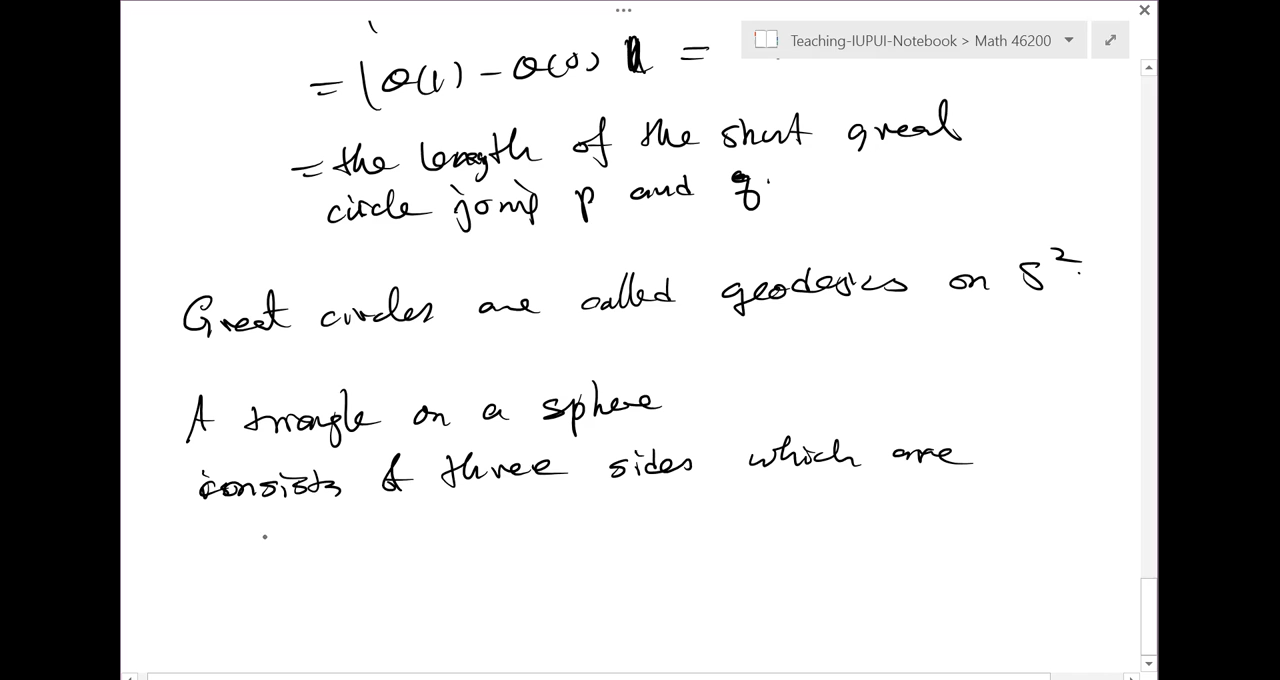 Teaching-IUPUI-Notebook > Math 46200
= |θ(1) - θ(0)| =
= the length of the short great
circle joing p and q.
Great circles are called geodesics on S².
A triangle on a sphere
consists of three sides which are